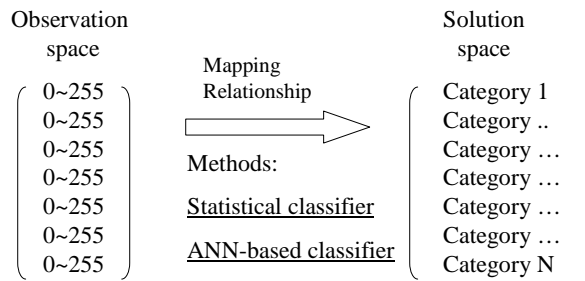 Observation
space
0~255
0~255
0~255
0~255
0~255
0~255
0~255
Mapping
Relationship
Methods:
Statistical classifier
ANN-based classifier
Solution
space
Category 1
Category ..
Category …
Category …
Category …
Category …
Category N